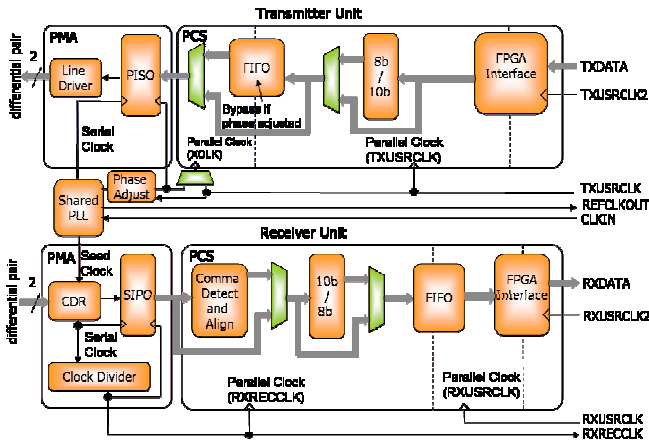 Transmitter Unit
PMA
PCS
differential pair
2
Line
Driver
PISO
FIFO
8b
/
10b
FPGA
Interface
TXDATA
TXUSRCLK2
Bypass if
phase adjusted
Serial
Clock
Parallel Clock
(XCLK)
Parallel Clock
(TXUSRCLK)
Phase
Adjust
Shared
PLL
TXUSRCLK
REFCLKOUT
CLKIN
Receiver Unit
PMA
Seed
Clock
PCS
differential pair
2
CDR
SIPO
Comma
Detect
and
Align
10b
/
8b
FIFO
FPGA
Interface
RXDATA
RXUSRCLK2
Serial
Clock
Clock Divider
Parallel Clock
(RXRECCLK)
Parallel Clock
(RXUSRCLK)
RXUSRCLK
RXRECCLK